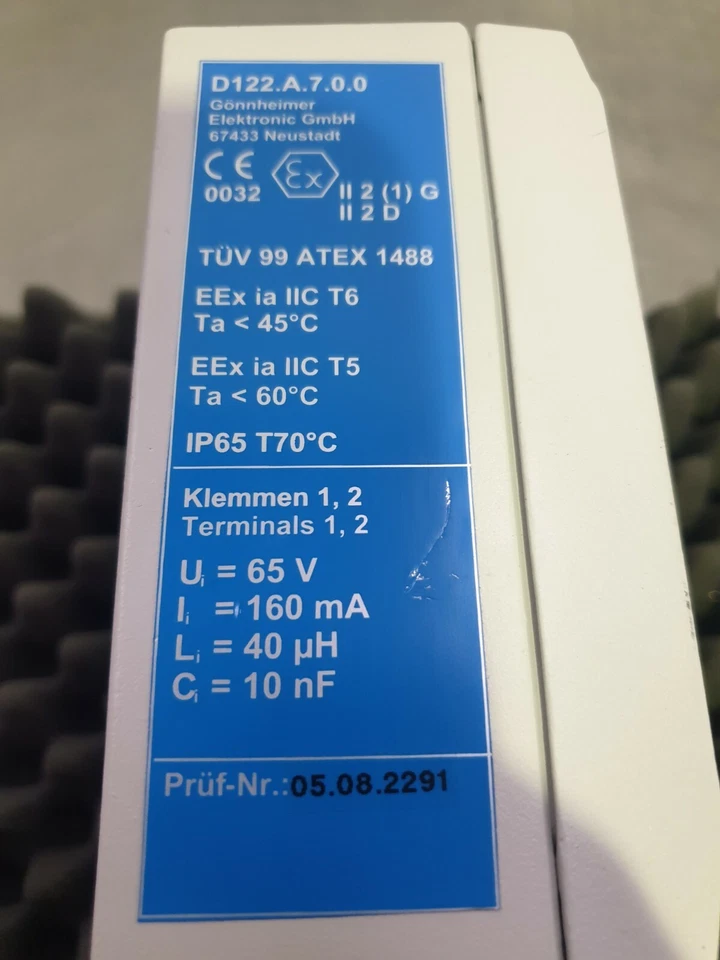 D122.A.7.0.0
Gönnheimer
Elektronic GmbH
67433 Neustadt
CE Ex
0032 II 2 (1) G
II 2 D
TÜV 99 ATEX 1488
EEx ia IIC T6
Ta < 45°C
EEx ia IIC T5
Ta < 60°C
IP65 T70°C
Klemmen 1, 2
Terminals 1, 2
Ui = 65 V
Ii = 160 mA
Li = 40 µH
Ci = 10 nF
Prüf-Nr.:05.08.2291